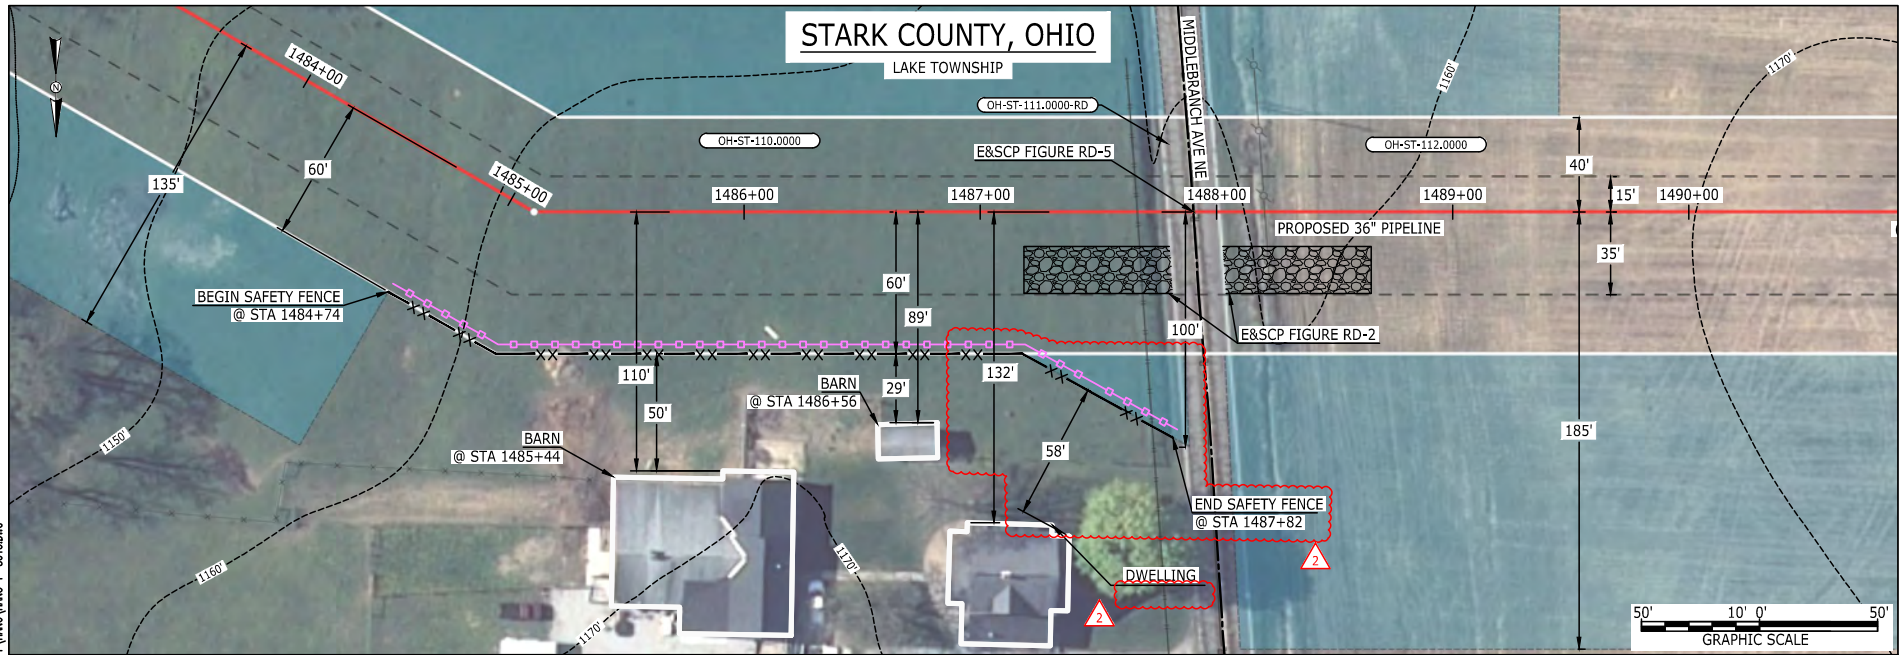 STARK COUNTY, OHIO
LAKE TOWNSHIP
MIDDLEBRANCH AVE NE
1484+00
1485+00
1486+00
1487+00
1488+00
1489+00
1490+00
OH-ST-110.0000
OH-ST-111.0000-RD
OH-ST-112.0000
E&SCP FIGURE RD-5
PROPOSED 36" PIPELINE
E&SCP FIGURE RD-2
135'
60'
60'
89'
29'
110'
50'
132'
100'
58'
40'
15'
35'
185'
1160'
1170'
1150'
1160'
1170'
1170'
BEGIN SAFETY FENCE
@ STA 1484+74
BARN
@ STA 1486+56
BARN
@ STA 1485+44
END SAFETY FENCE
@ STA 1487+82
DWELLING
2
2
50' 10' 0' 50'
GRAPHIC SCALE